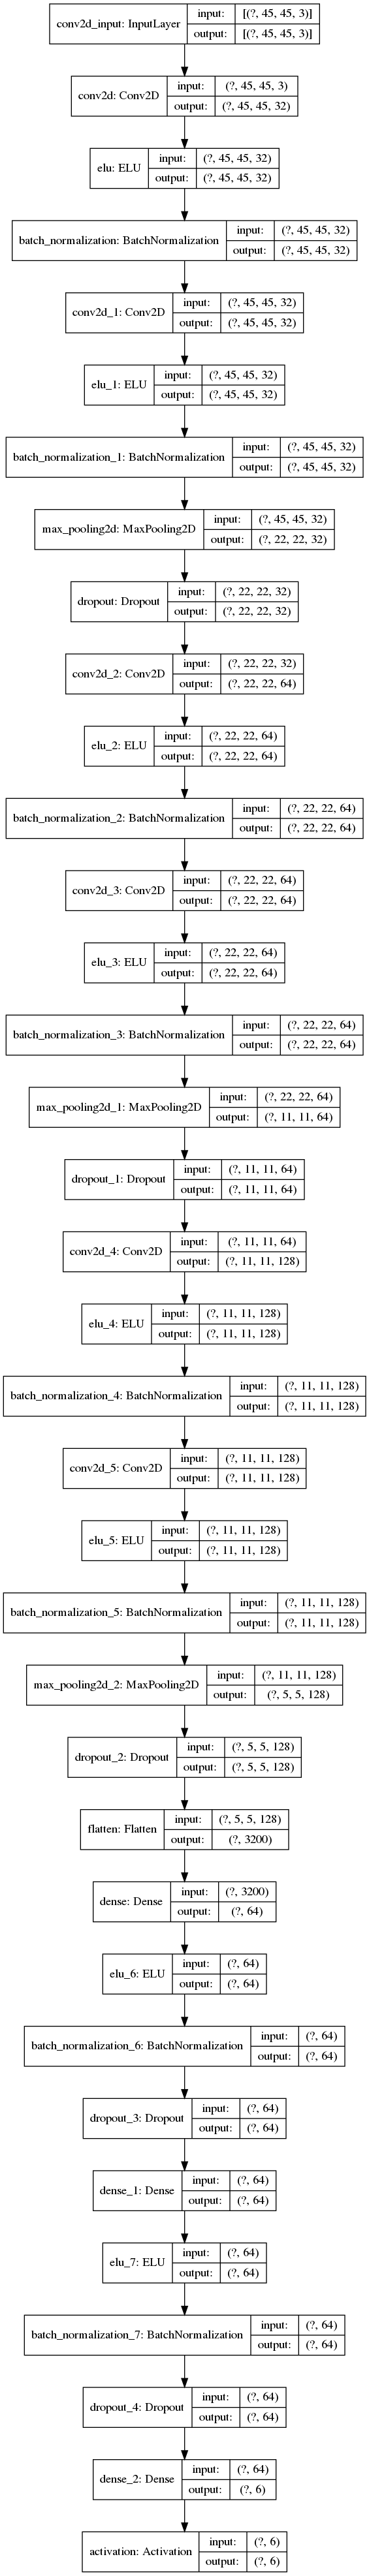 conv2d_input: InputLayer input: [(?, 45, 45, 3)]
output: [(?, 45, 45, 3)]
conv2d: Conv2D input: (?, 45, 45, 3)
output: (?, 45, 45, 32)
elu: ELU input: (?, 45, 45, 32)
output: (?, 45, 45, 32)
batch_normalization: BatchNormalization input: (?, 45, 45, 32)
output: (?, 45, 45, 32)
conv2d_1: Conv2D input: (?, 45, 45, 32)
output: (?, 45, 45, 32)
elu_1: ELU input: (?, 45, 45, 32)
output: (?, 45, 45, 32)
batch_normalization_1: BatchNormalization input: (?, 45, 45, 32)
output: (?, 45, 45, 32)
max_pooling2d: MaxPooling2D input: (?, 45, 45, 32)
output: (?, 22, 22, 32)
dropout: Dropout input: (?, 22, 22, 32)
output: (?, 22, 22, 32)
conv2d_2: Conv2D input: (?, 22, 22, 32)
output: (?, 22, 22, 64)
elu_2: ELU input: (?, 22, 22, 64)
output: (?, 22, 22, 64)
batch_normalization_2: BatchNormalization input: (?, 22, 22, 64)
output: (?, 22, 22, 64)
conv2d_3: Conv2D input: (?, 22, 22, 64)
output: (?, 22, 22, 64)
elu_3: ELU input: (?, 22, 22, 64)
output: (?, 22, 22, 64)
batch_normalization_3: BatchNormalization input: (?, 22, 22, 64)
output: (?, 22, 22, 64)
max_pooling2d_1: MaxPooling2D input: (?, 22, 22, 64)
output: (?, 11, 11, 64)
dropout_1: Dropout input: (?, 11, 11, 64)
output: (?, 11, 11, 64)
conv2d_4: Conv2D input: (?, 11, 11, 64)
output: (?, 11, 11, 128)
elu_4: ELU input: (?, 11, 11, 128)
output: (?, 11, 11, 128)
batch_normalization_4: BatchNormalization input: (?, 11, 11, 128)
output: (?, 11, 11, 128)
conv2d_5: Conv2D input: (?, 11, 11, 128)
output: (?, 11, 11, 128)
elu_5: ELU input: (?, 11, 11, 128)
output: (?, 11, 11, 128)
batch_normalization_5: BatchNormalization input: (?, 11, 11, 128)
output: (?, 11, 11, 128)
max_pooling2d_2: MaxPooling2D input: (?, 11, 11, 128)
output: (?, 5, 5, 128)
dropout_2: Dropout input: (?, 5, 5, 128)
output: (?, 5, 5, 128)
flatten: Flatten input: (?, 5, 5, 128)
output: (?, 3200)
dense: Dense input: (?, 3200)
output: (?, 64)
elu_6: ELU input: (?, 64)
output: (?, 64)
batch_normalization_6: BatchNormalization input: (?, 64)
output: (?, 64)
dropout_3: Dropout input: (?, 64)
output: (?, 64)
dense_1: Dense input: (?, 64)
output: (?, 64)
elu_7: ELU input: (?, 64)
output: (?, 64)
batch_normalization_7: BatchNormalization input: (?, 64)
output: (?, 64)
dropout_4: Dropout input: (?, 64)
output: (?, 64)
dense_2: Dense input: (?, 64)
output: (?, 6)
activation: Activation input: (?, 6)
output: (?, 6)